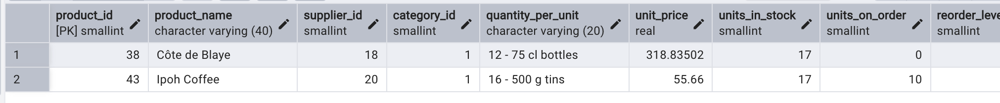 product_id product_name supplier_id category_id quantity_per_unit unit_price units_in_stock units_on_order reorder_leve
[PK] smallint character varying (40) smallint smallint character varying (20) real smallint smallint smallint
1 38 Côte de Blaye 18 1 12 - 75 cl bottles 318.83502 17 0
2 43 Ipoh Coffee 20 1 16 - 500 g tins 55.66 17 10